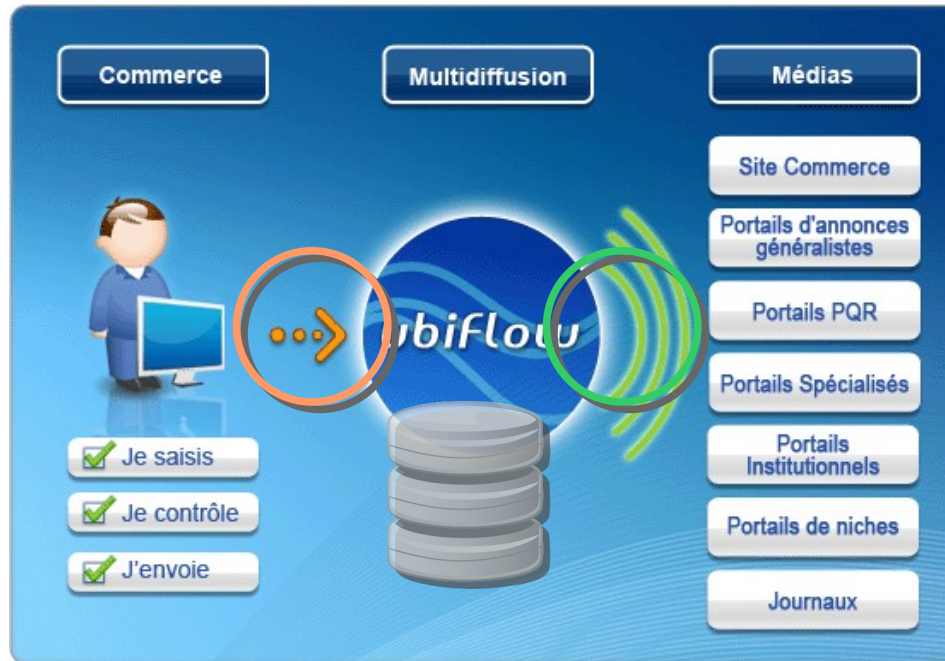 Commerce
Multidiffusion
Médias
Site Commerce
Portails d'annonces
généralistes
Portails PQR
ubiFlow
Portails Spécialisés
Je saisis
Portails
Institutionnels
Je contrôle
Portails de niches
J'envoie
Journaux